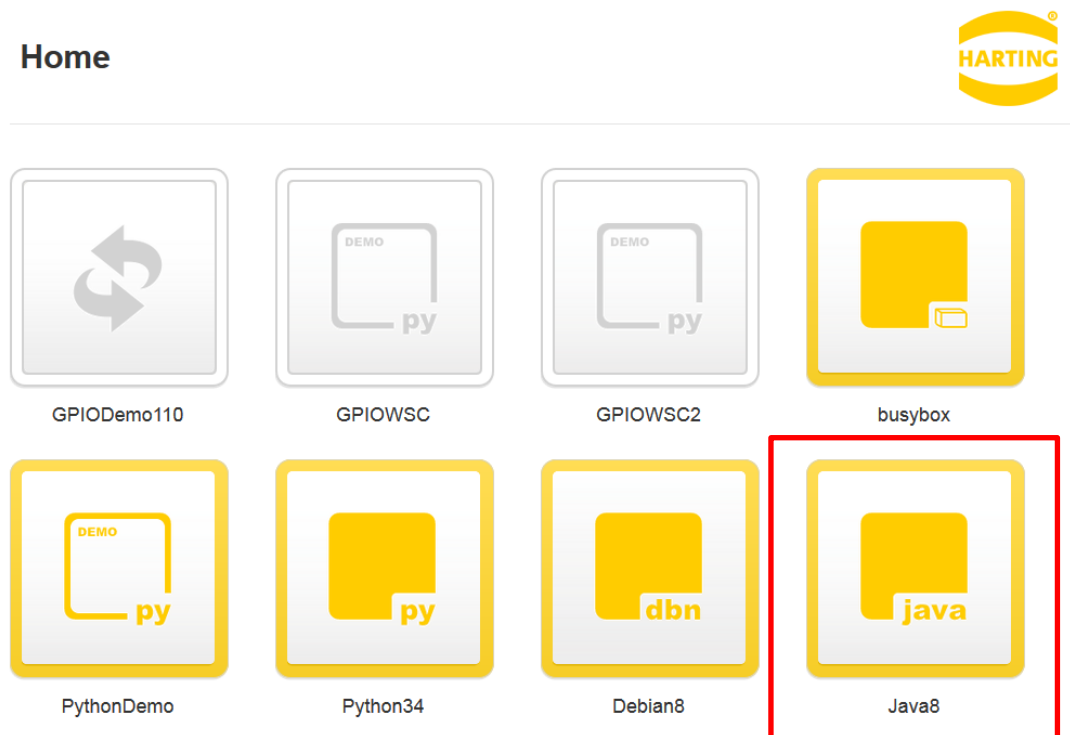 Home
®
HARTING
DEMO
py
DEMO
py
GPIODemo110
GPIOWSC
GPIOWSC2
busybox
DEMO
py
py
dbn
java
PythonDemo
Python34
Debian8
Java8